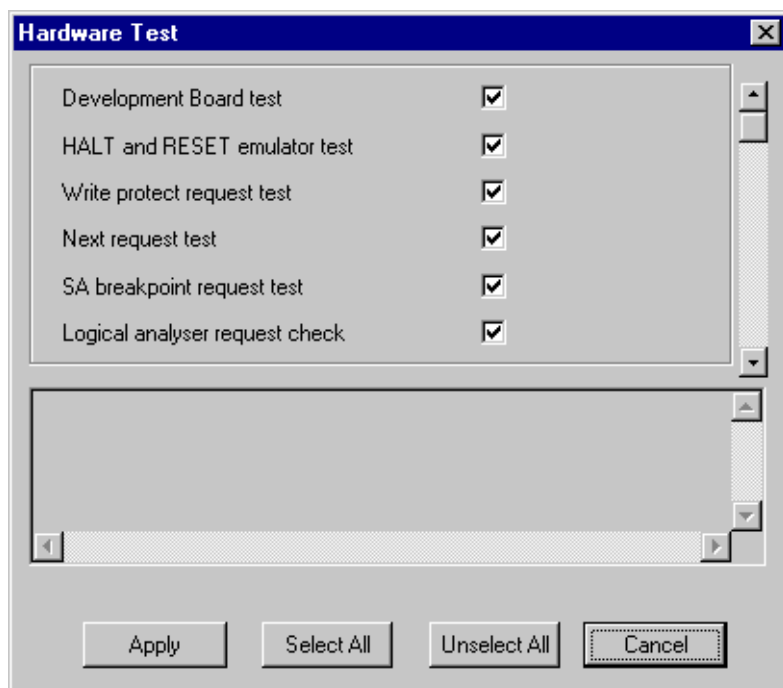 Hardware Test
Development Board test
HALT and RESET emulator test
Write protect request test
Next request test
SA breakpoint request test
Logical analyser request check
Apply Select All Unselect All Cancel